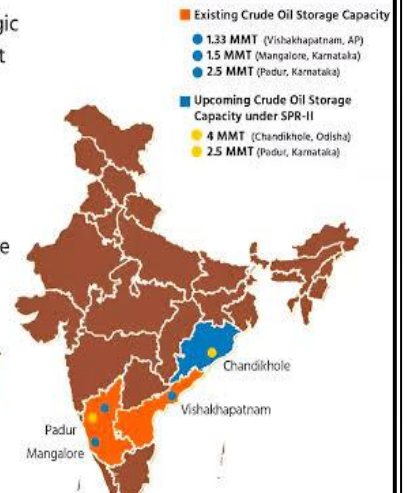 gic
t
e
Existing Crude Oil Storage Capacity
1.33 MMT (Vishakhapatnam, AP)
1.5 MMT (Mangalore, Karnataka)
2.5 MMT (Padur, Karnataka)
Upcoming Crude Oil Storage
Capacity under SPR-II
4 MMT (Chandikhole, Odisha)
2.5 MMT (Padur, Karnataka)
Chandikhole
Vishakhapatnam
Padur
Mangalore